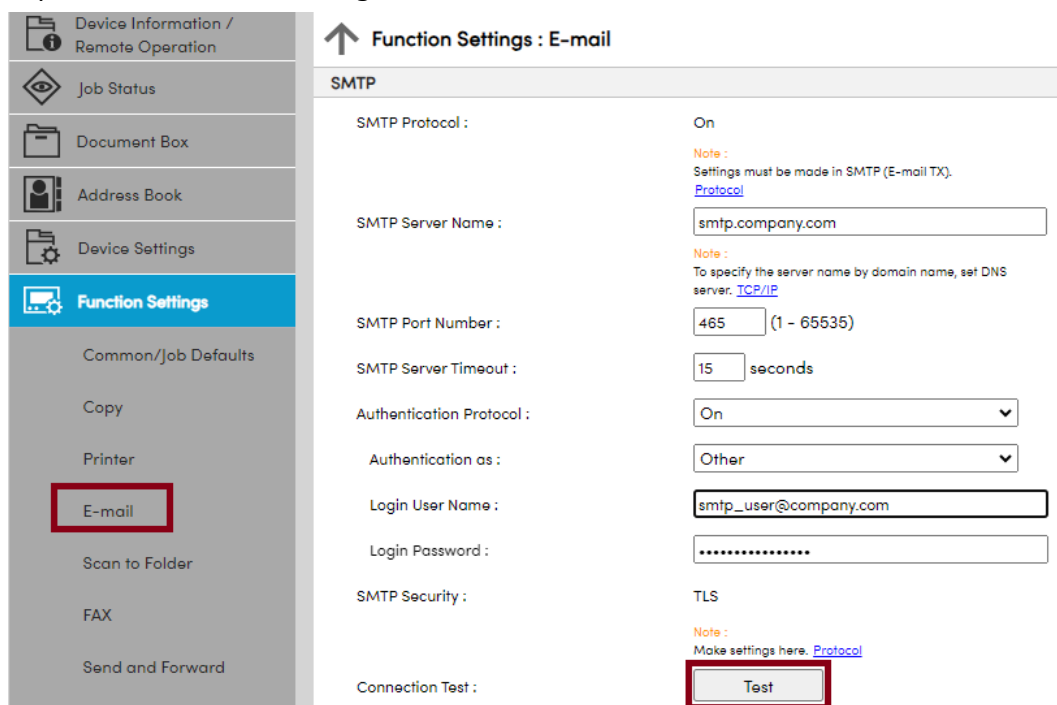 Device Information /
Remote Operation
Job Status
Document Box
Address Book
Device Settings
Function Settings
Common/Job Defaults
Copy
Printer
E-mail
Scan to Folder
FAX
Send and Forward
Function Settings : E-mail
SMTP
SMTP Protocol : On
Note :
Settings must be made in SMTP (E-mail TX).
Protocol
SMTP Server Name : smtp.company.com
Note :
To specify the server name by domain name, set DNS
server. TCP/IP
SMTP Port Number : 465 (1 - 65535)
SMTP Server Timeout : 15 seconds
Authentication Protocol : On
Authentication as : Other
Login User Name : smtp_user@company.com
Login Password : ••••••••••••••••
SMTP Security : TLS
Note :
Make settings here. Protocol
Connection Test : Test